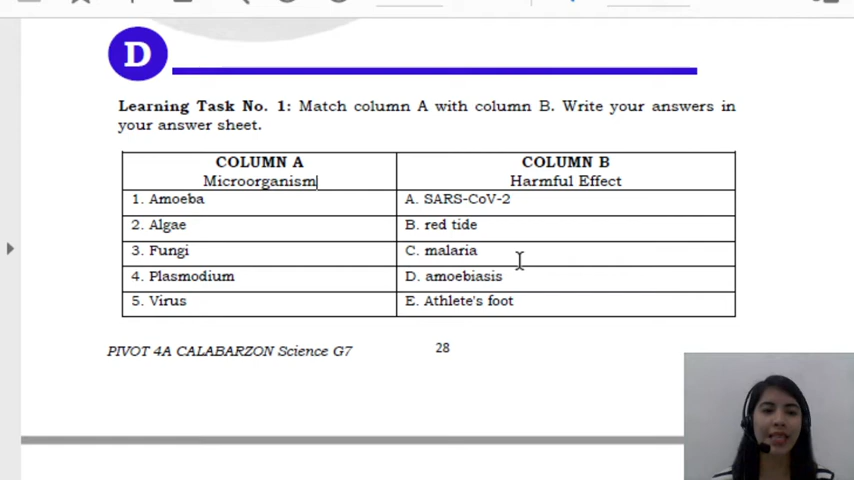 D
Learning Task No. 1: Match column A with column B. Write your answers in
your answer sheet.
COLUMN A
Microorganism
COLUMN B
Harmful Effect
1. Amoeba
A. SARS-CoV-2
2. Algae
B. red tide
3. Fungi
C. malaria
4. Plasmodium
D. amoebiasis
5. Virus
E. Athlete's foot
PIVOT 4A CALABARZON Science G7
28